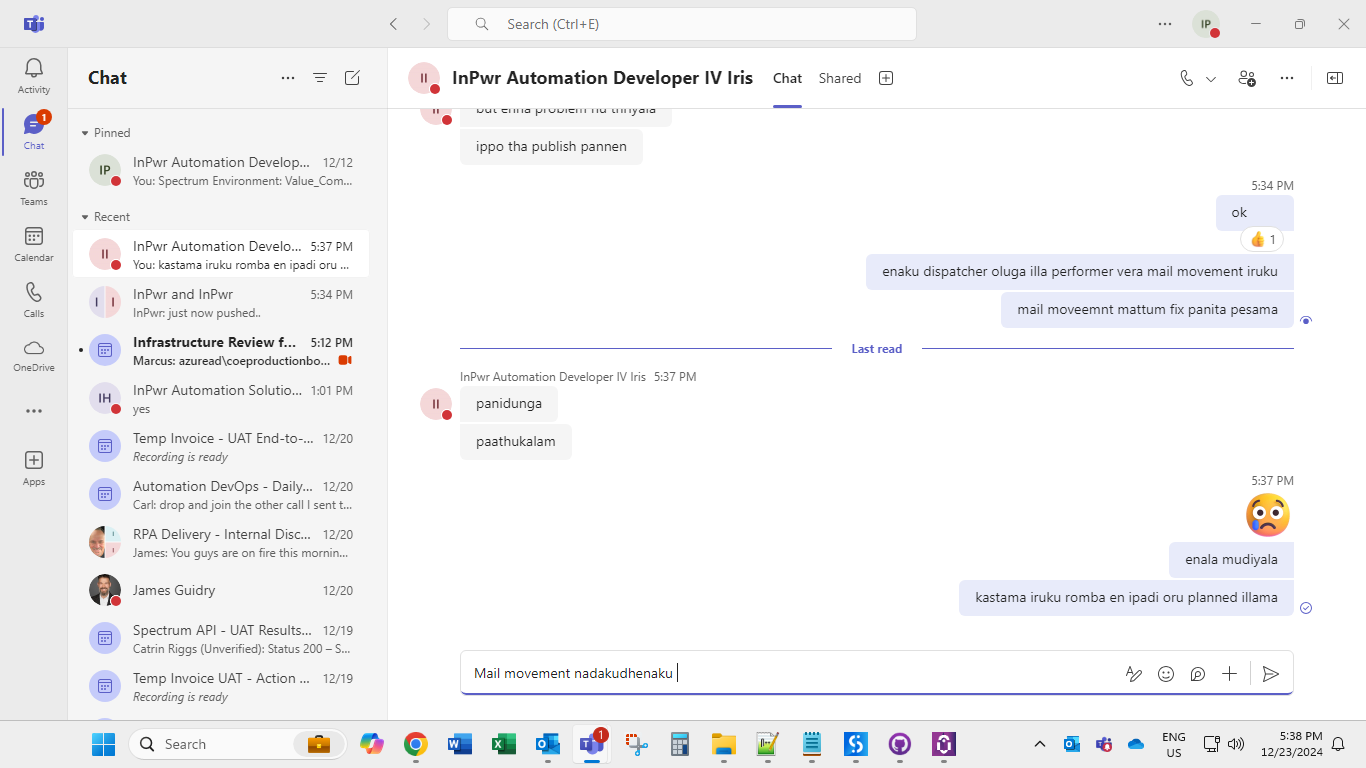 Search (Ctrl+E)
IP
Activity
Chat
1
Teams
Calendar
Calls
OneDrive
Apps
Chat
Pinned
IP
InPwr Automation Develop... 12/12
You: Spectrum Environment: Value_Com...
Recent
II
InPwr Automation Develo... 5:37 PM
You: kastama iruku romba en ipadi oru ...
I I
InPwr and InPwr 5:34 PM
InPwr: just now pushed..
Infrastructure Review f... 5:12 PM
Marcus: azuread\coeproductionbo...
IH
InPwr Automation Solutio... 1:01 PM
yes
Temp Invoice - UAT End-to-... 12/20
Recording is ready
Automation DevOps - Daily... 12/20
Carl: drop and join the other call I sent t...
RPA Delivery - Internal Disc... 12/20
James: You guys are on fire this mornin...
James Guidry 12/20
Spectrum API - UAT Results... 12/19
Catrin Riggs (Unverified): Status 200 – S...
Temp Invoice UAT - Action ... 12/19
Recording is ready
II
InPwr Automation Developer IV Iris Chat Shared
ippo tha publish pannen
5:34 PM
ok
1
enaku dispatcher oluga illa performer vera mail movement iruku
mail moveemnt mattum fix panita pesama
Last read
InPwr Automation Developer IV Iris 5:37 PM
II
panidunga
paathukalam
5:37 PM
enala mudiyala
kastama iruku romba en ipadi oru planned illama
Mail movement nadakudhenaku
Search
1
ENG
US
5:38 PM
12/23/2024